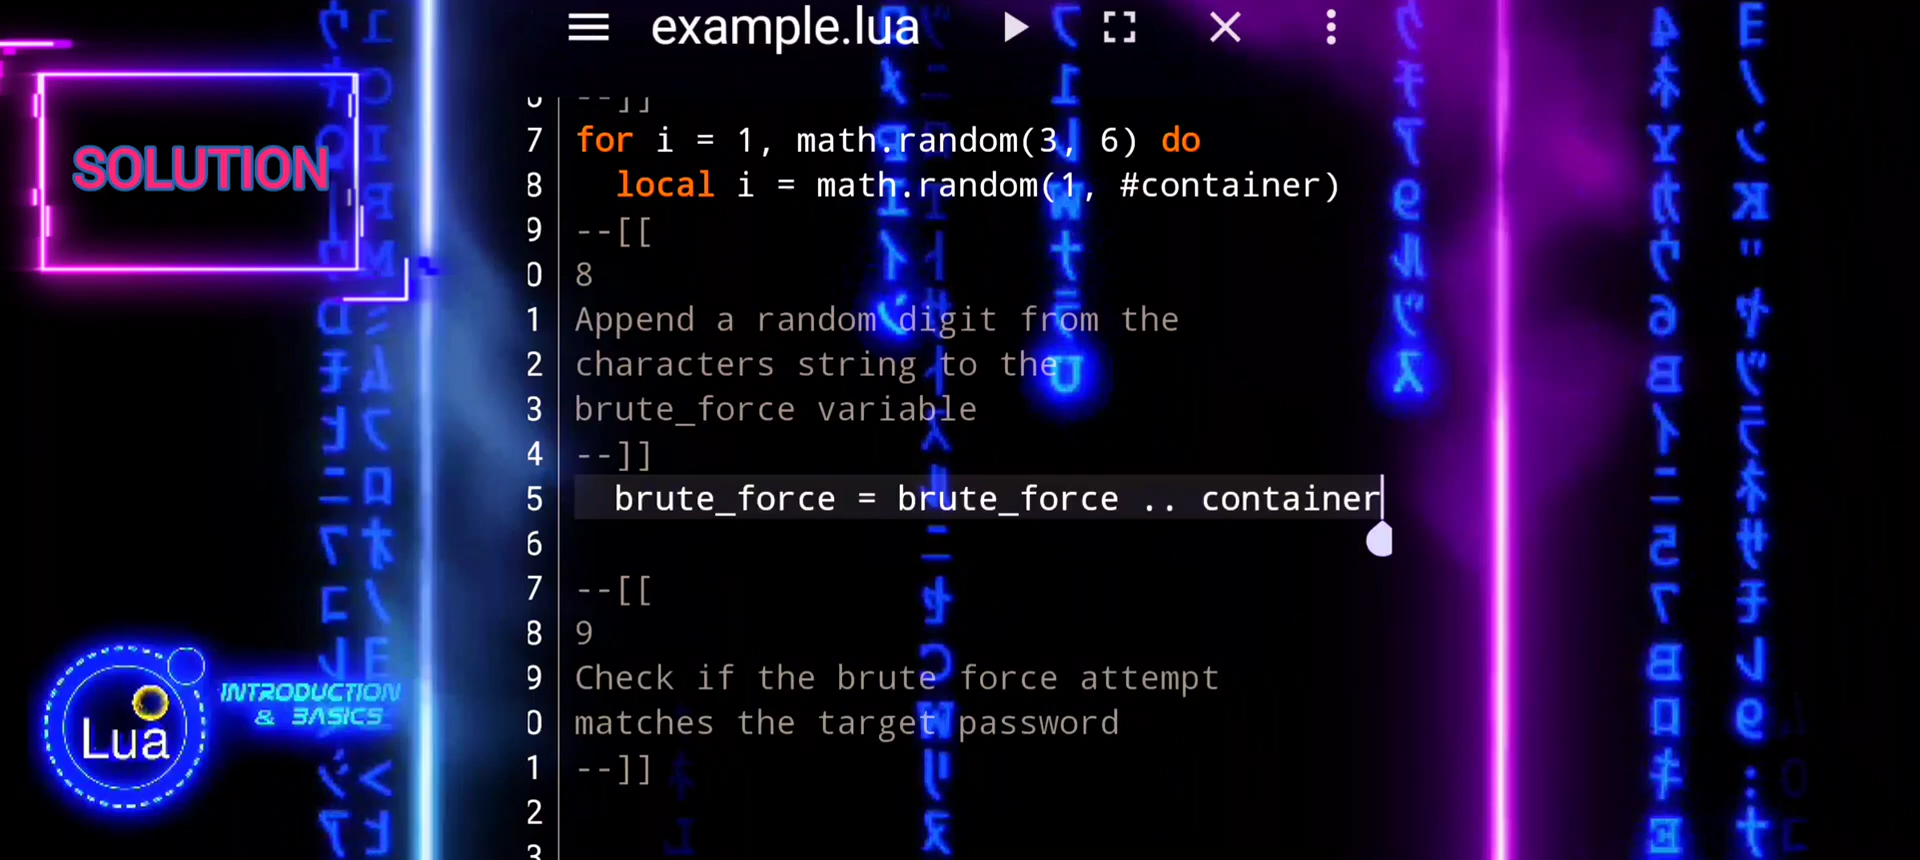 example.lua
SOLUTION
--]]
7 for i = 1, math.random(3, 6) do
8 local i = math.random(1, #container)
9 --[[
0 8
1 Append a random digit from the
2 characters string to the
3 brute_force variable
4 --]]
5 brute_force = brute_force .. container
6
7 --[[
8 9
9 Check if the brute force attempt
0 matches the target password
1 --]]
2
3
INTRODUCTION
& BASICS
Lua